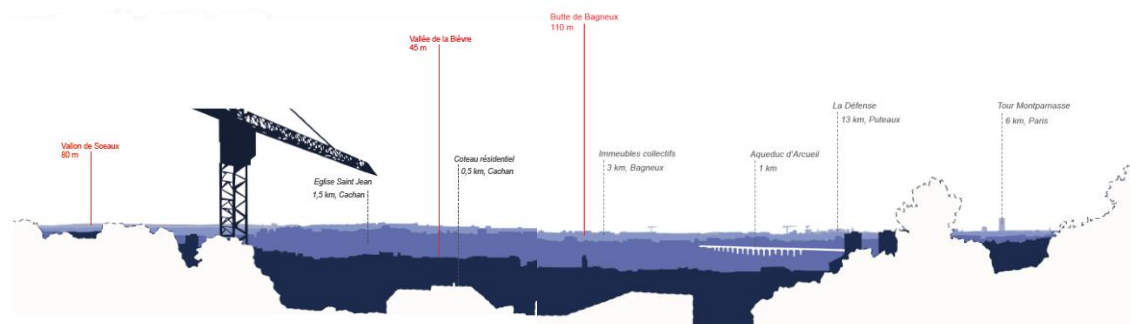 Vallon de Sceaux
80 m
Eglise Saint Jean
1,5 km, Cachan
Vallée de la Bièvre
45 m
Coteau résidentiel
0,5 km, Cachan
Butte de Bagneux
110 m
Immeubles collectifs
3 km, Bagneux
Aqueduc d'Arcueil
1 km
La Défense
13 km, Puteaux
Tour Montparnasse
6 km, Paris